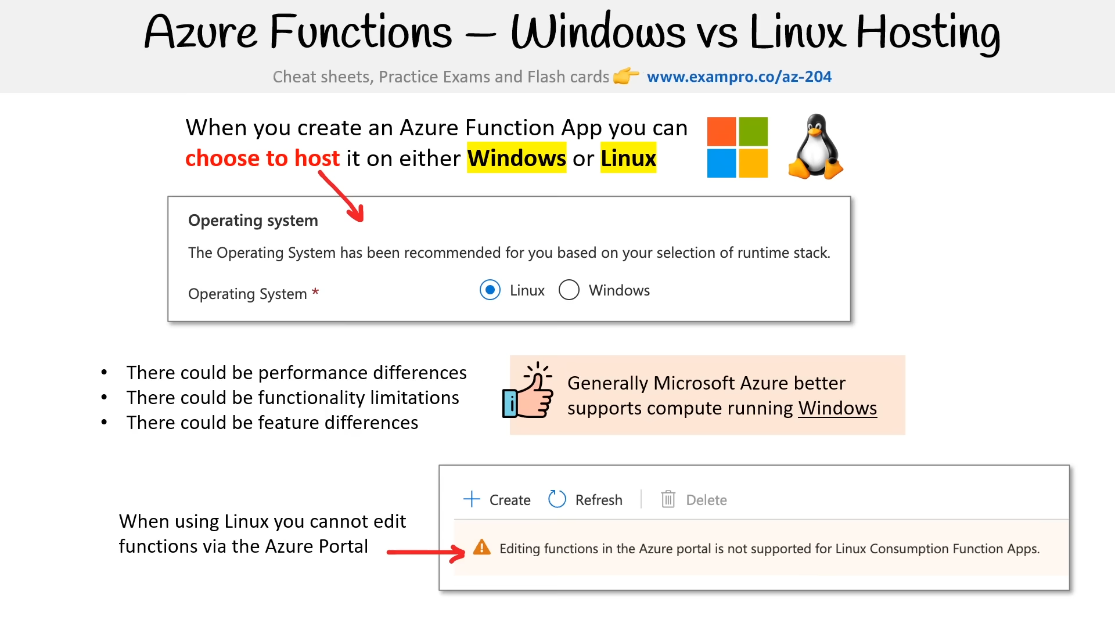 Azure Functions – Windows vs Linux Hosting
Cheat sheets, Practice Exams and Flash cards 👉 www.exampro.co/az-204
When you create an Azure Function App you can
choose to host it on either Windows or Linux
Operating system
The Operating System has been recommended for you based on your selection of runtime stack.
Operating System * Linux Windows
• There could be performance differences
• There could be functionality limitations
• There could be feature differences
Generally Microsoft Azure better
supports compute running Windows
Create Refresh Delete
When using Linux you cannot edit
functions via the Azure Portal
Editing functions in the Azure portal is not supported for Linux Consumption Function Apps.